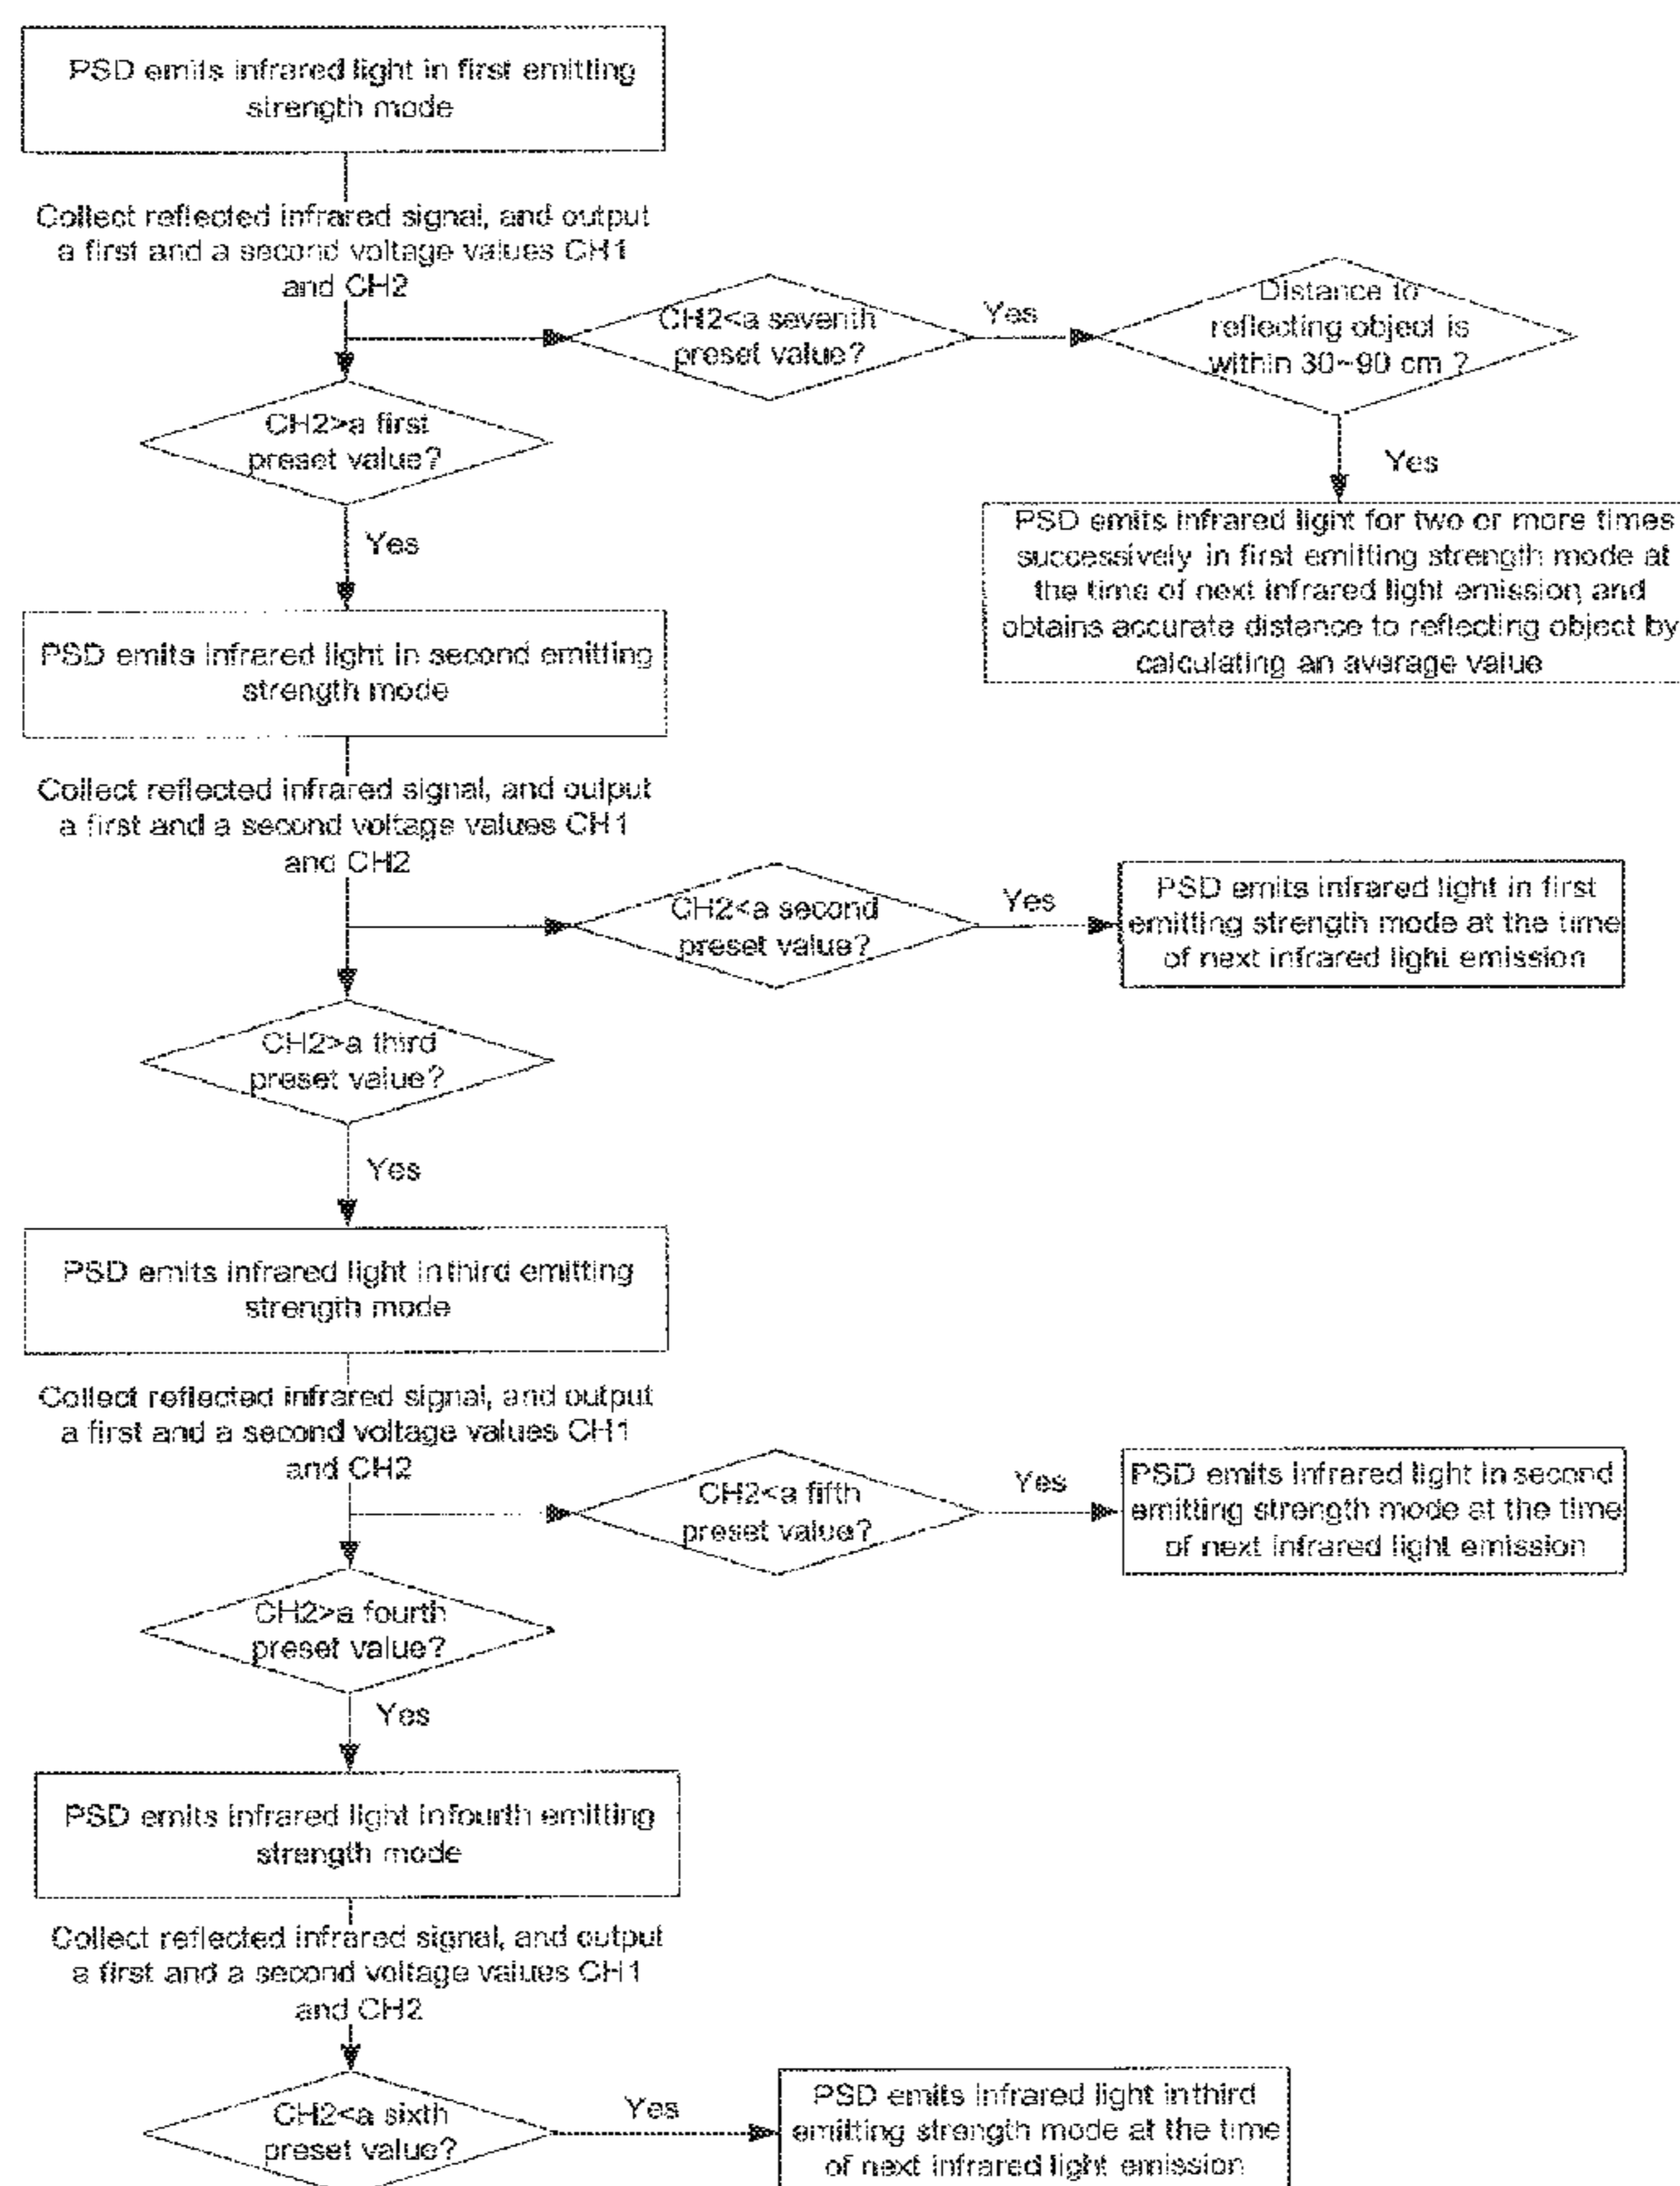 PSD emits infrared light in first emitting
strength mode
Collect reflected infrared signal, and output
a first and a second voltage values CH1
and CH2
CH2<a seventh
preset value?
Yes
Distance to
reflecting object is
within 30~90 cm ?
Yes
PSD emits infrared light for two or more times
successively in first emitting strength mode at
the time of next infrared light emission and
obtains accurate distance to reflecting object by
calculating an average value
CH2>a first
preset value?
Yes
PSD emits infrared light in second emitting
strength mode
Collect reflected infrared signal, and output
a first and a second voltage values CH1
and CH2
CH2<a second
preset value?
Yes
PSD emits infrared light in first
emitting strength mode at the time
of next infrared light emission
CH2>a third
preset value?
Yes
PSD emits infrared light in third emitting
strength mode
Collect reflected infrared signal, and output
a first and a second voltage values CH1
and CH2
CH2<a fifth
preset value?
Yes
PSD emits infrared light in second
emitting strength mode at the time
of next infrared light emission
CH2>a fourth
preset value?
Yes
PSD emits infrared light in fourth emitting
strength mode
Collect reflected infrared signal, and output
a first and a second voltage values CH1
and CH2
CH2<a sixth
preset value?
Yes
PSD emits infrared light in third
emitting strength mode at the time
of next infrared light emission